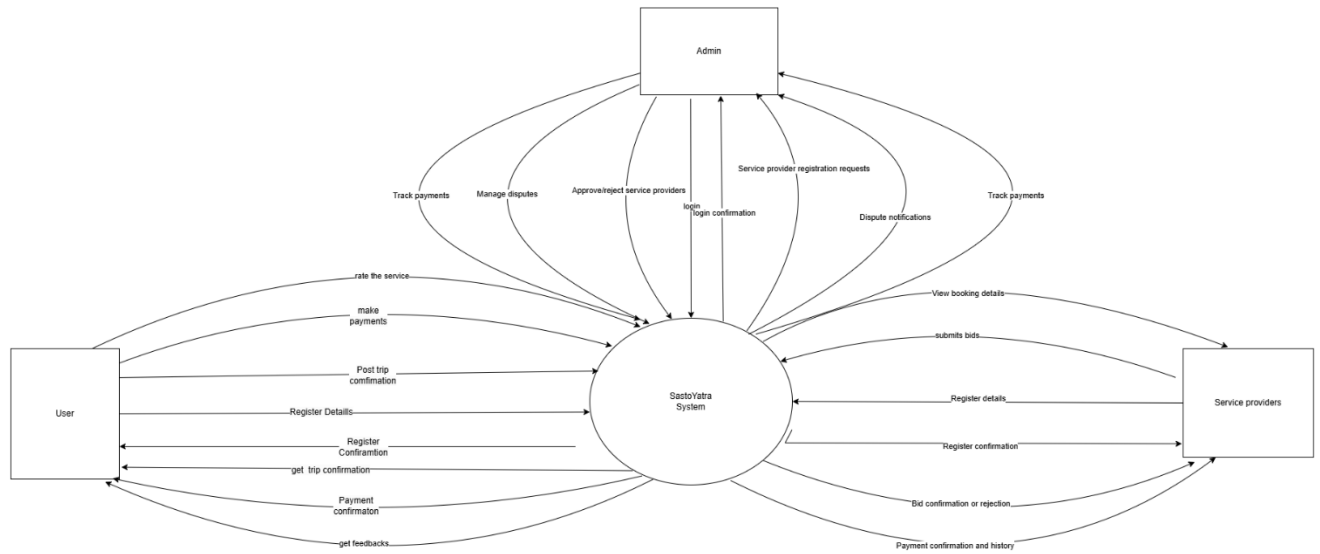 Admin
Service provider registration requests
Track payments
Manage disputes
Approve/reject service providers
Track payments
login
login confirmation
Dispute notifications
rate the service
View booking details
make
payments
submits bids
Post trip
comfimation
SastoYatra
System
Register details
User
Register Detaills
Service providers
Register
Confiramtion
Register confirmation
get trip confirmation
Payment
confirmaton
Bid confirmation or rejection
get feedbacks
Payment confirmation and history